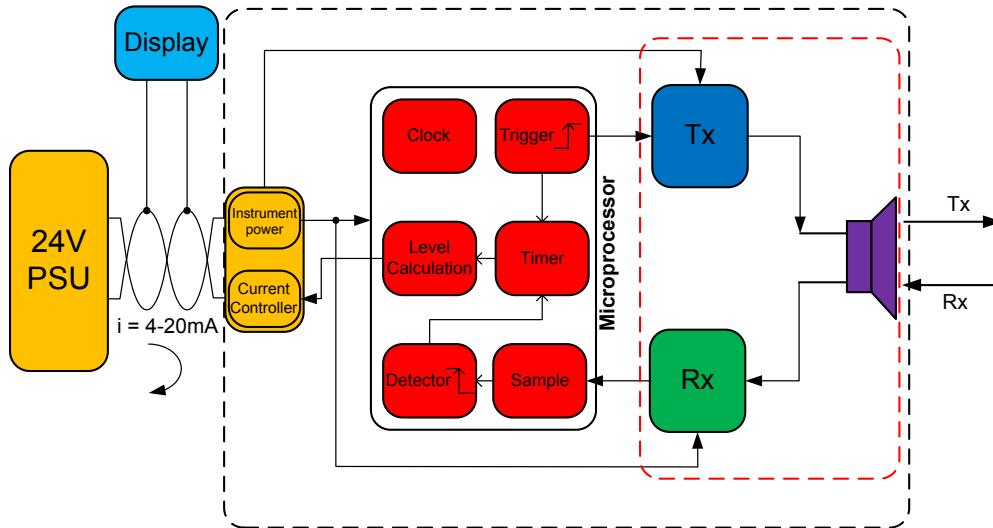 Display
24V
PSU
i = 4-20mA
Instrument
power
Current
Controller
Clock
Trigger
Level
Calculation
Timer
Detector
Sample
Microprocessor
Tx
Rx
Tx
Rx